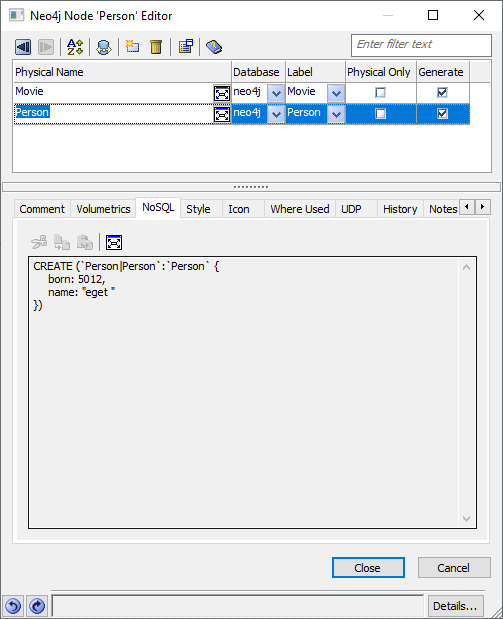 Neo4j Node 'Person' Editor
Enter filter text
Physical Name Database Label Physical Only Generate
Movie neo4j Movie
Person neo4j Person
Comment Volumetrics NoSQL Style Icon Where Used UDP History Notes
CREATE (`Person|Person`:`Person` {
born: 5012,
name: "eget "
})
Close Cancel
Details...